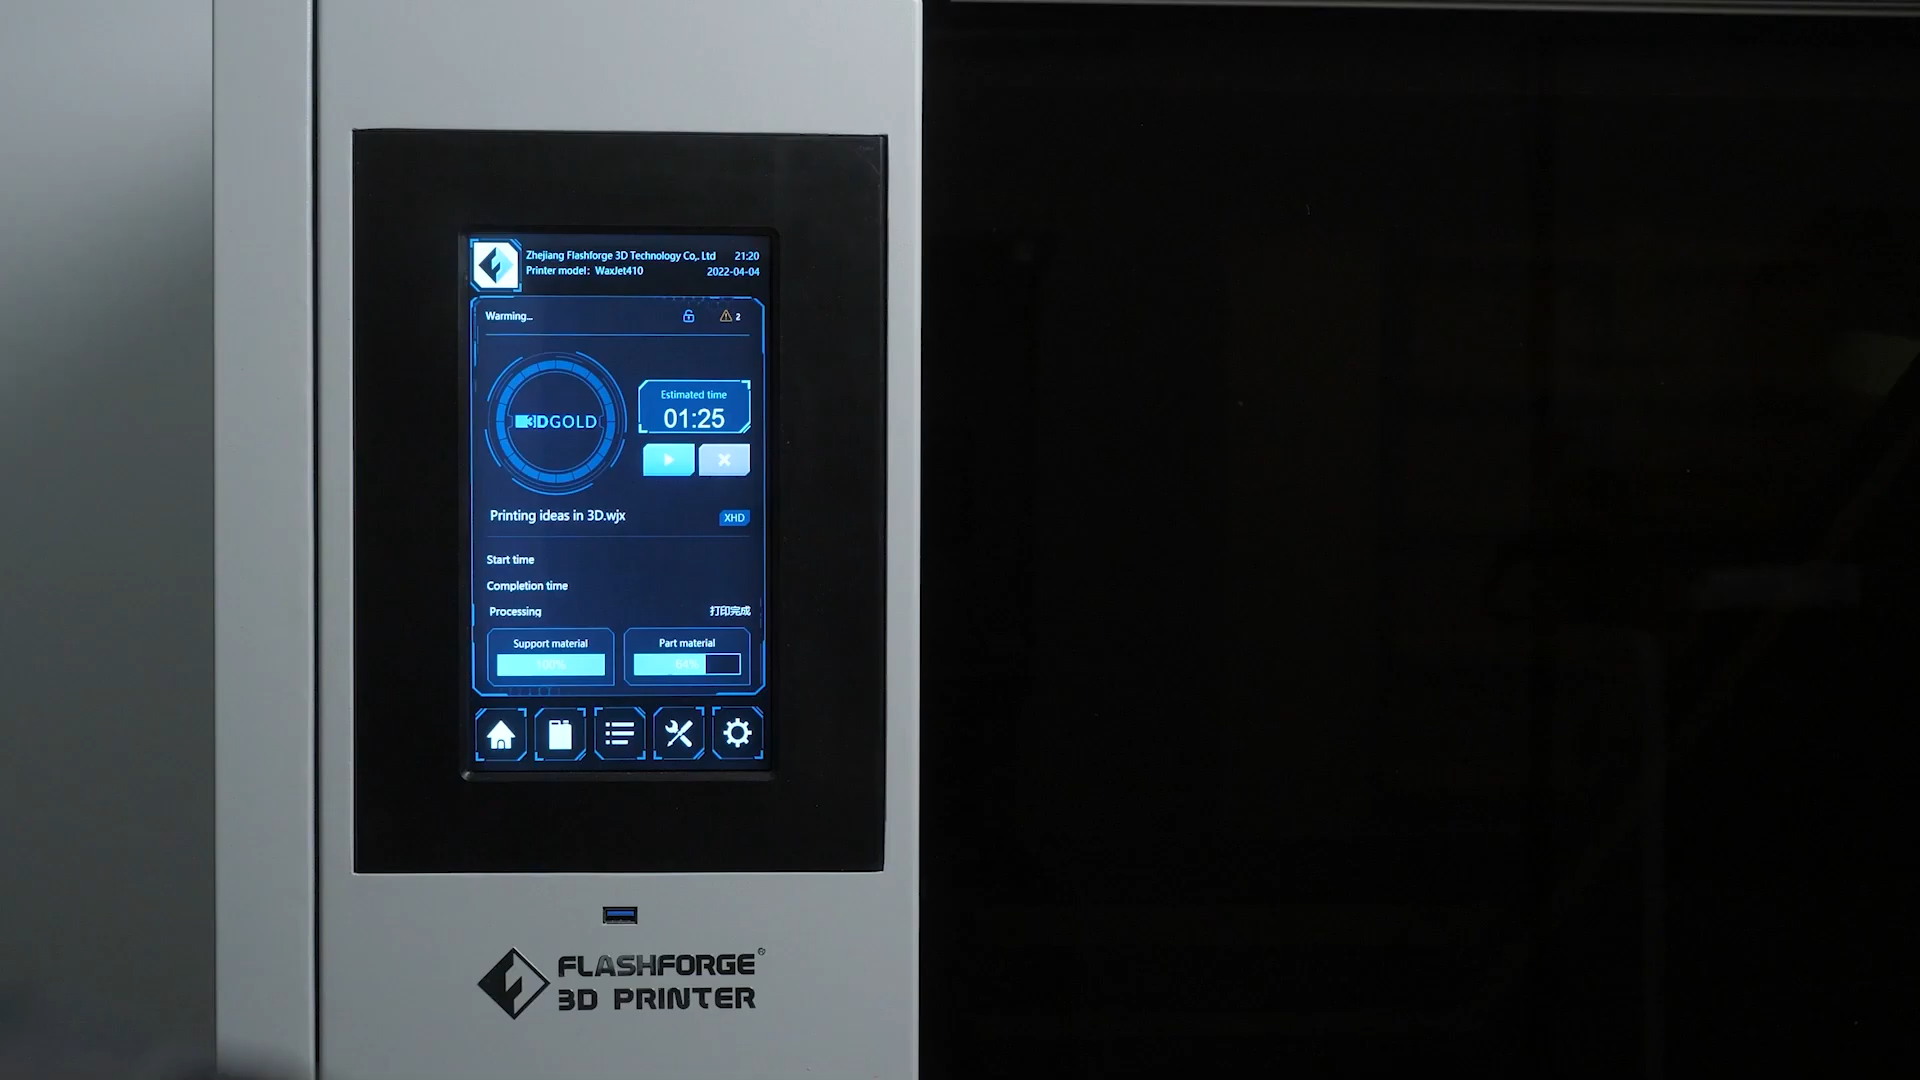 Zhejiang Flashforge 3D Technology Co,. Ltd 21:20
Printer model: WaxJet410 2022-04-04
Warming... 2
3DGOLD
Estimated time
01:25
Printing ideas in 3D.wjx XHD
Start time
Completion time
Processing 打印完成
Support material Part material
100% 64%
FLASHFORGE®
3D PRINTER